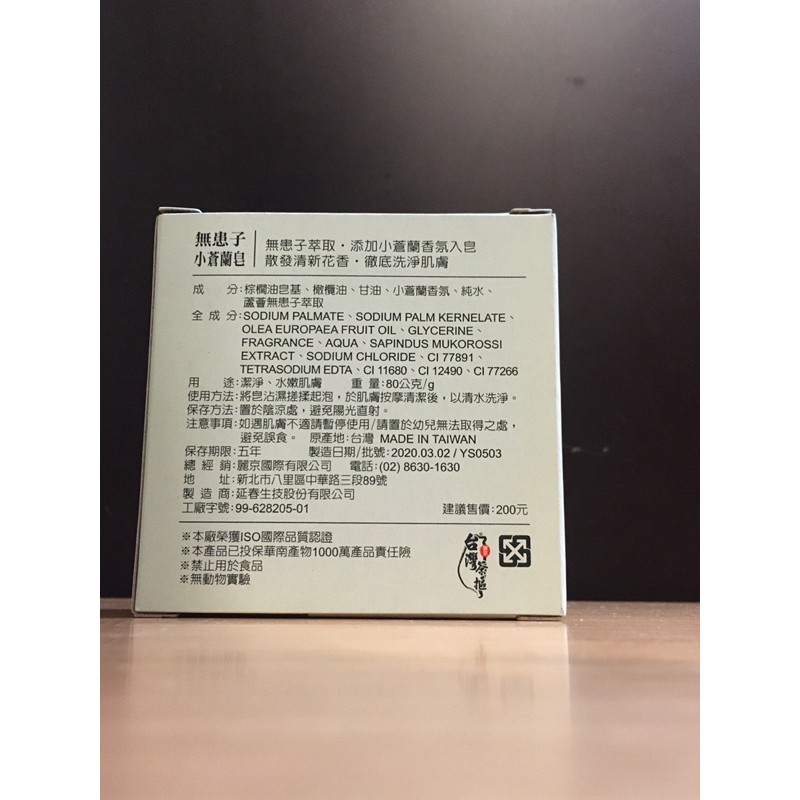 無患子
小蒼蘭皂
無患子萃取・添加小蒼蘭香氛入皂
散發清新花香・徹底洗淨肌膚
成　　分:棕櫚油皂基、橄欖油、甘油、小蒼蘭香氛、純水、
蘆薈無患子萃取
全 成 分:SODIUM PALMATE、SODIUM PALM KERNELATE、
OLEA EUROPAEA FRUIT OIL、GLYCERINE、
FRAGRANCE、AQUA、SAPINDUS MUKOROSSI
EXTRACT、SODIUM CHLORIDE、CI 77891、
TETRASODIUM EDTA、CI 11680、CI 12490、CI 77266
用　　途:潔淨、水嫩肌膚　　重 量:80公克/g
使用方法:將皂沾濕搓揉起泡，於肌膚按摩清潔後，以清水洗淨。
保存方法:置於陰涼處，避免陽光直射。
注意事項:如遇肌膚不適請暫停使用/請置於幼兒無法取得之處，
避免誤食。 原產地:台灣 MADE IN TAIWAN
保存期限:五年　　製造日期/批號:2020.03.02 / YS0503
總 經 銷:麗京國際有限公司　電話:(02) 8630-1630
地　　址:新北市八里區中華路三段89號
製 造 商:延春生技股份有限公司
工廠字號:99-628205-01　　建議售價:200元
※本廠榮獲ISO國際品質認證
※本產品已投保華南產物1000萬產品責任險
※禁止用於食品
※無動物實驗
台灣茶摳